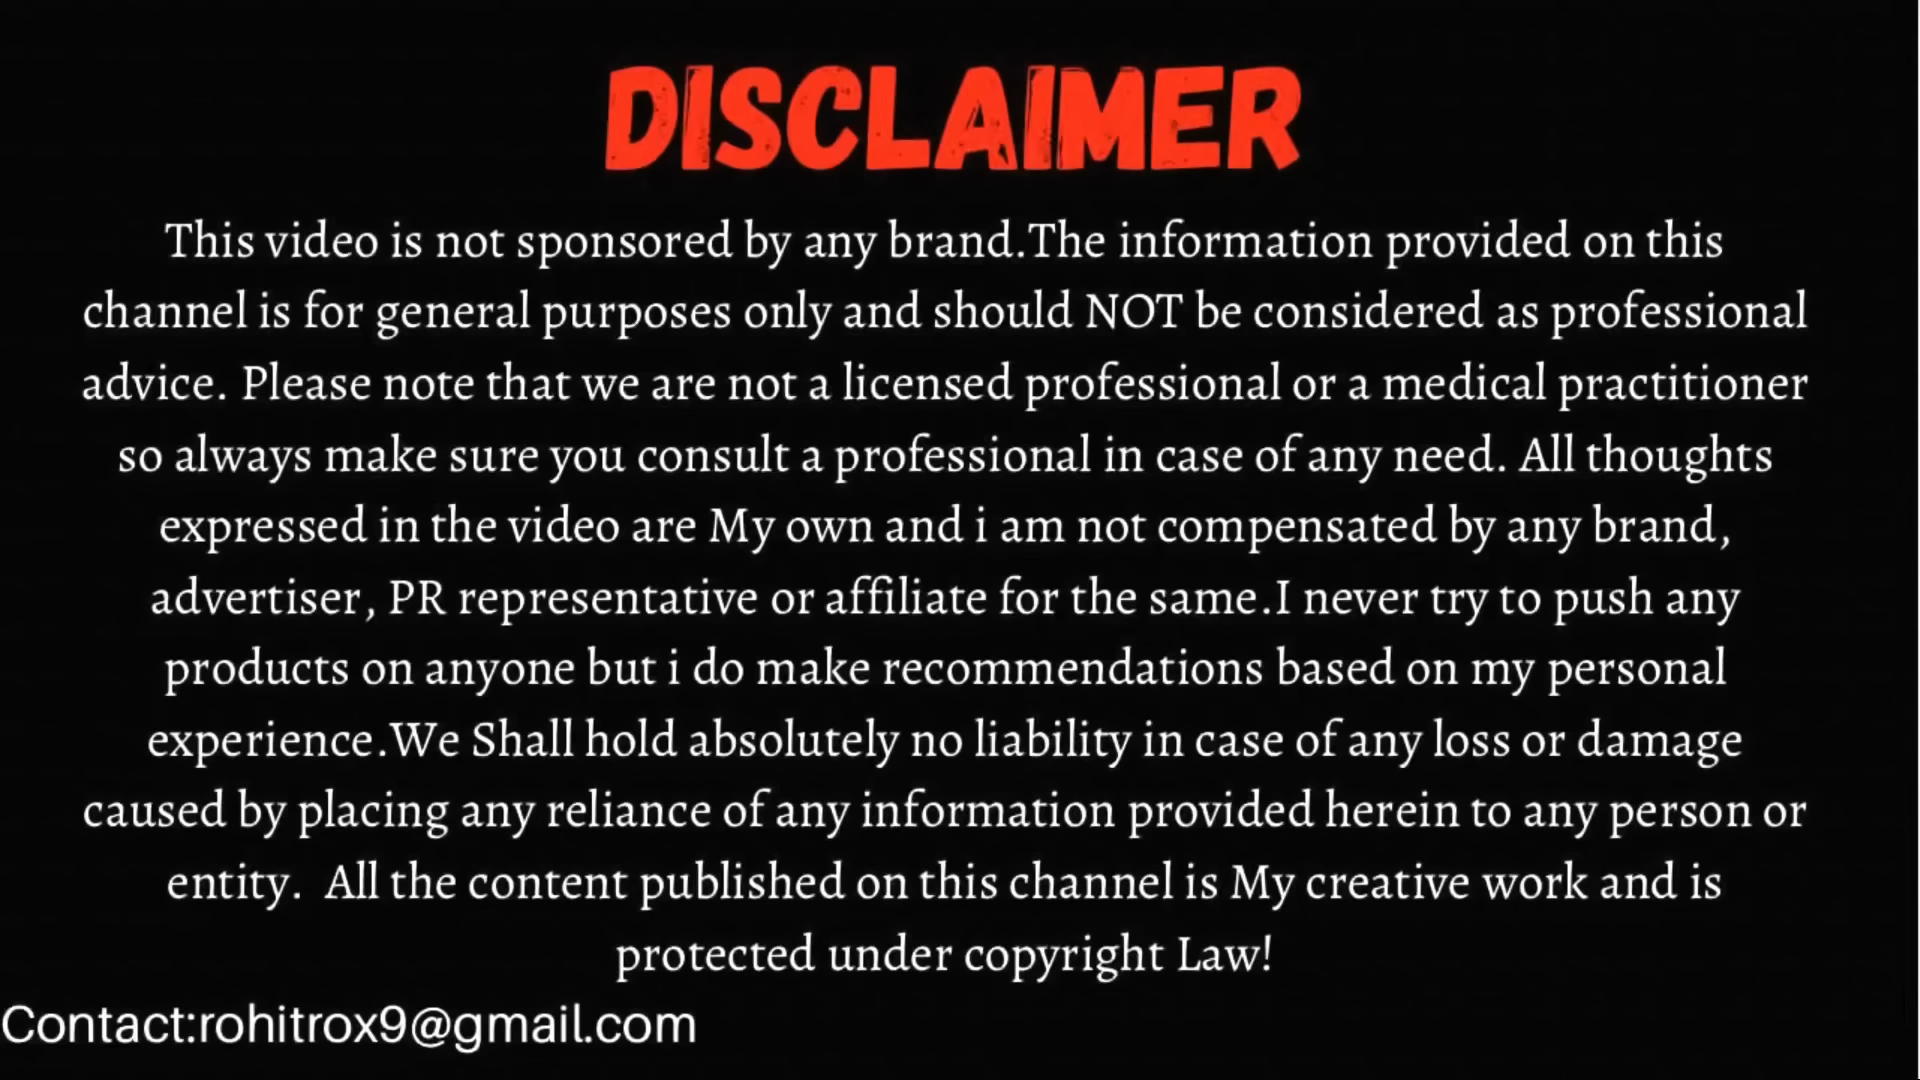 DISCLAIMER
This video is not sponsored by any brand.The information provided on this
channel is for general purposes only and should NOT be considered as professional
advice. Please note that we are not a licensed professional or a medical practitioner
so always make sure you consult a professional in case of any need. All thoughts
expressed in the video are My own and i am not compensated by any brand,
advertiser, PR representative or affiliate for the same.I never try to push any
products on anyone but i do make recommendations based on my personal
experience.We Shall hold absolutely no liability in case of any loss or damage
caused by placing any reliance of any information provided herein to any person or
entity.  All the content published on this channel is My creative work and is
protected under copyright Law!
Contact:rohitrox9@gmail.com